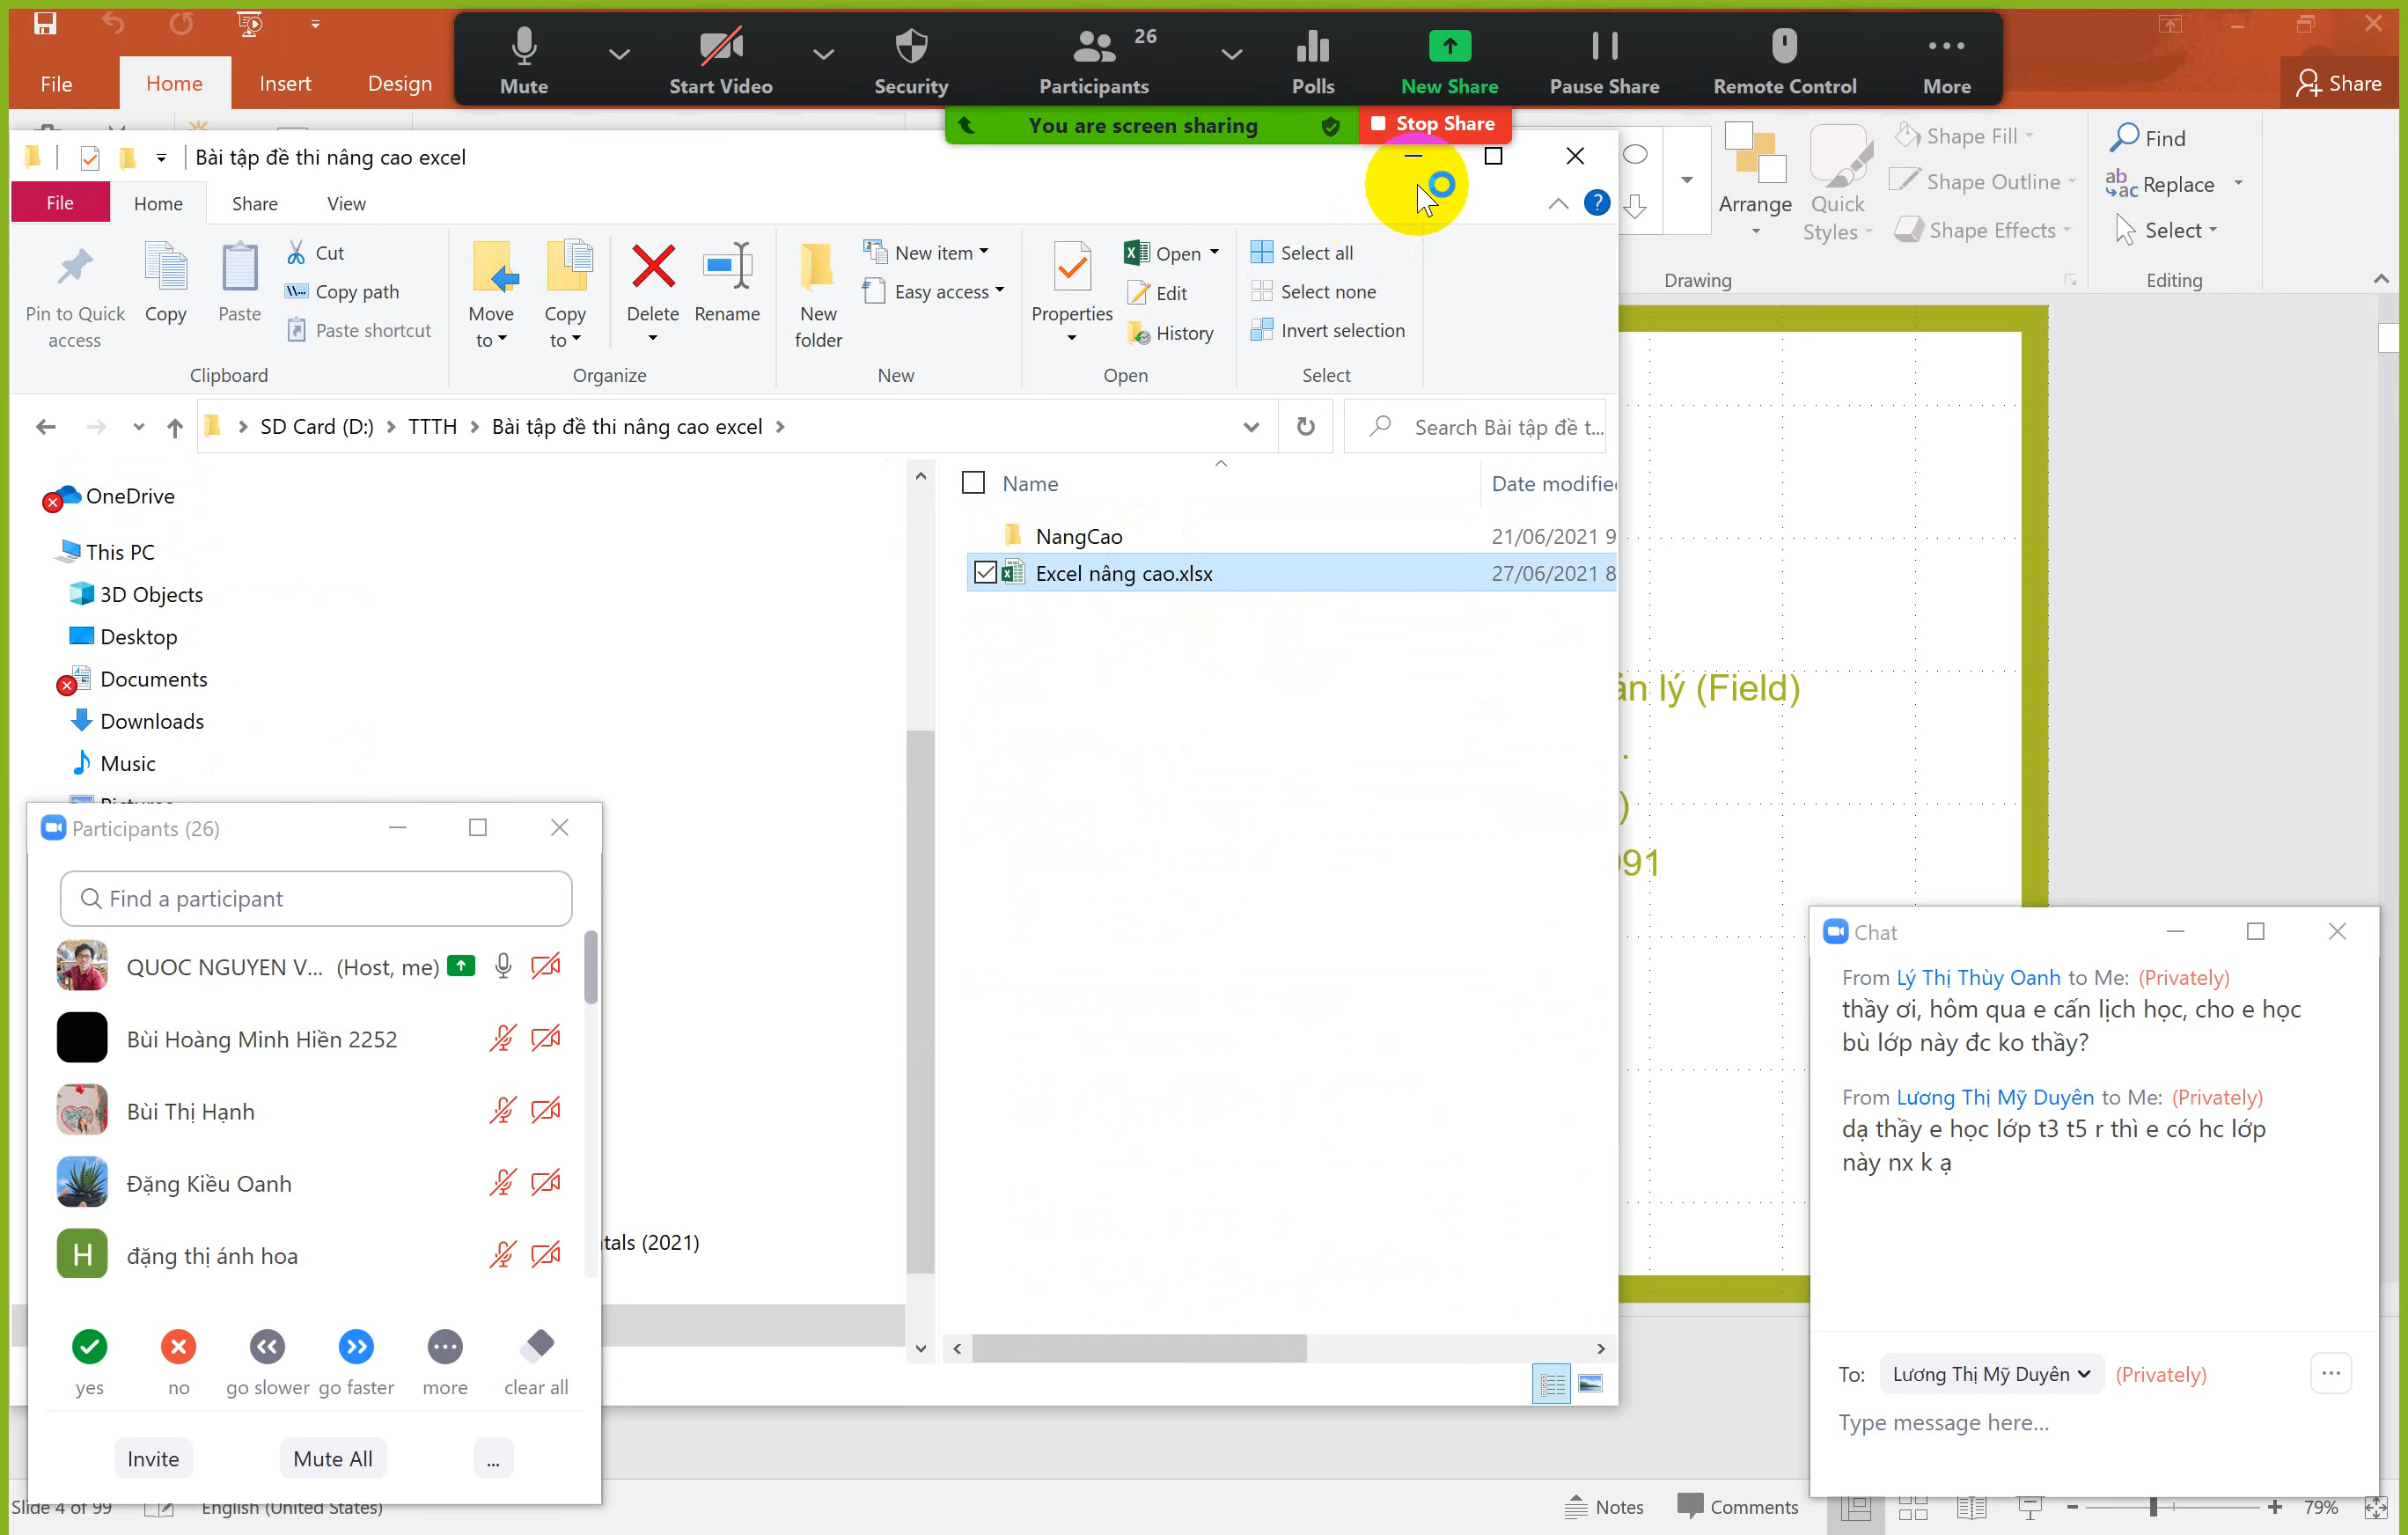 File
Home
Insert
Design
Mute
Start Video
Security
26
Participants
Polls
New Share
Pause Share
Remote Control
More
Share
You are screen sharing
Stop Share
Bài tập đề thi nâng cao excel
File
Home
Share
View
Pin to Quick
access
Copy
Paste
Cut
Copy path
Paste shortcut
Clipboard
Move
to
Copy
to
Delete
Rename
Organize
New
folder
New item
Easy access
New
Properties
Open
Edit
History
Open
Select all
Select none
Invert selection
Select
Arrange
Quick
Styles
Shape Fill
Shape Outline
Shape Effects
Drawing
Find
Replace
Select
Editing
SD Card (D:)
TTTH
Bài tập đề thi nâng cao excel
Search Bài tập đề t...
OneDrive
This PC
3D Objects
Desktop
Documents
Downloads
Music
Name
Date modified
NangCao
21/06/2021 9
Excel nâng cao.xlsx
27/06/2021 8
lý (Field)
)
991
tals (2021)
Participants (26)
Find a participant
QUOC NGUYEN V... (Host, me)
Bùi Hoàng Minh Hiền 2252
Bùi Thị Hạnh
Đặng Kiều Oanh
H
đặng thị ánh hoa
yes
no
go slower
go faster
more
clear all
Invite
Mute All
...
Chat
From Lý Thị Thùy Oanh to Me: (Privately)
thầy ơi, hôm qua e cấn lịch học, cho e học
bù lớp này đc ko thầy?
From Lương Thị Mỹ Duyên to Me: (Privately)
dạ thầy e học lớp t3 t5 r thì e có hc lớp
này nx k ạ
To: Lương Thị Mỹ Duyên (Privately)
Type message here...
Slide 4 of 99
English (United States)
Notes
Comments
79%